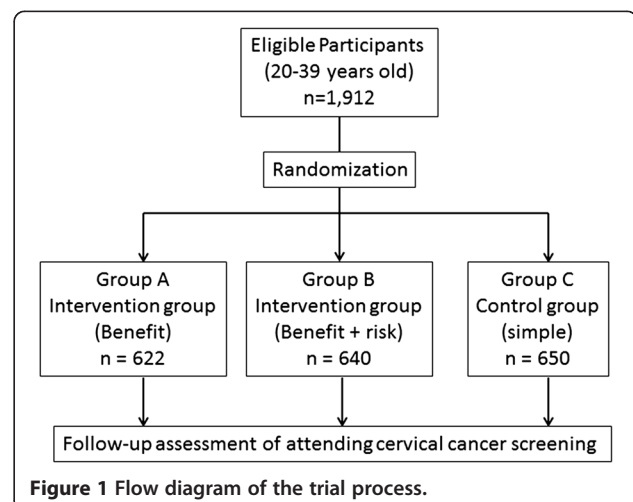 Eligible Participants
(20-39 years old)
n=1,912
Randomization
Group A
Intervention group
(Benefit)
n = 622
Group B
Intervention group
(Benefit + risk)
n = 640
Group C
Control group
(simple)
n = 650
Follow-up assessment of attending cervical cancer screening
Figure 1 Flow diagram of the trial process.